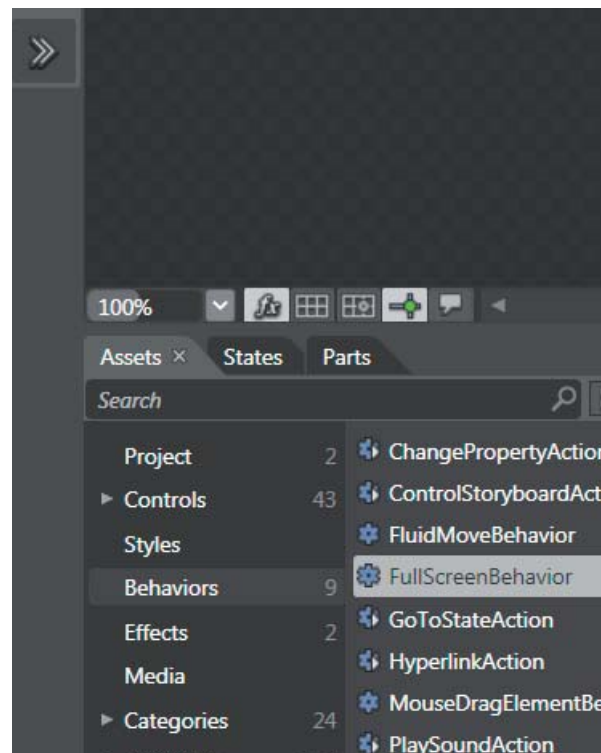 100%
Assets × States Parts
Search
Project 2
Controls 43
Styles
Behaviors 9
Effects 2
Media
Categories 24
ChangePropertyAction
ControlStoryboardAct
FluidMoveBehavior
FullScreenBehavior
GoToStateAction
HyperlinkAction
MouseDragElementBe
PlaySoundAction